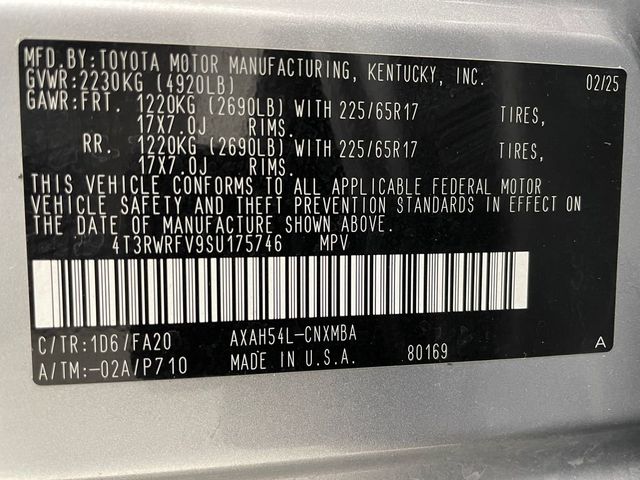 MFD.BY:TOYOTA MOTOR MANUFACTURING, KENTUCKY, INC. 02/25
GVWR:2230KG (4920LB)
GAWR:FRT. 1220KG (2690LB) WITH 225/65R17 TIRES,
17X7.0J RIMS.
RR. 1220KG (2690LB) WITH 225/65R17 TIRES,
17X7.0J RIMS.
THIS VEHICLE CONFORMS TO ALL APPLICABLE FEDERAL MOTOR
VEHICLE SAFETY AND THEFT PREVENTION STANDARDS IN EFFECT ON
THE DATE OF MANUFACTURE SHOWN ABOVE.
4T3RWRFV9SU175746 MPV
C/TR:1D6/FA20 AXAH54L-CNXMBA
A/TM:-02A/P710 MADE IN U.S.A. 80169 A